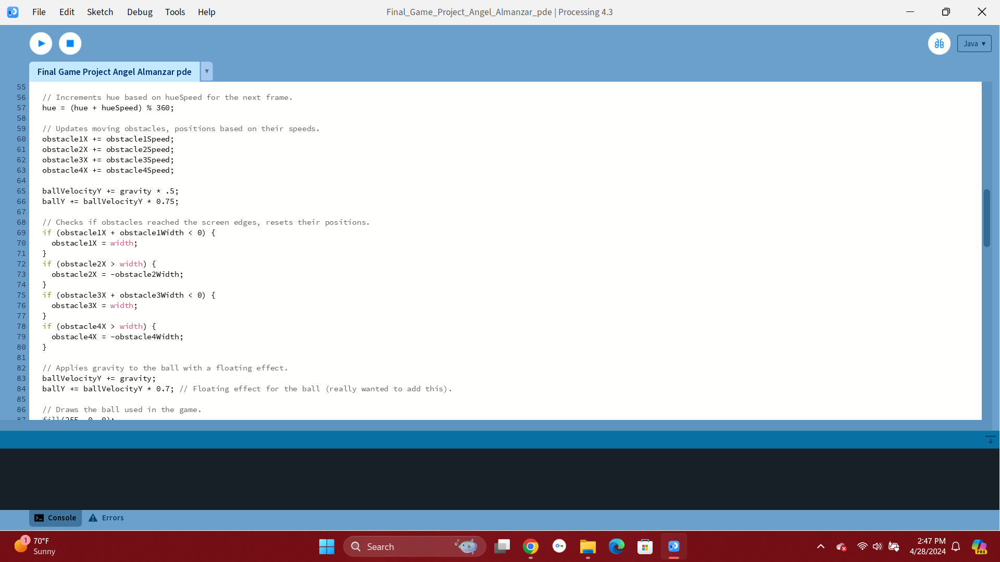 File Edit Sketch Debug Tools Help
Final_Game_Project_Angel_Almanzar_pde | Processing 4.3
Java ▾
Final Game Project Angel Almanzar pde
55
56 // Increments hue based on hueSpeed for the next frame.
57 hue = (hue + hueSpeed) % 360;
58
59 // Updates moving obstacles, positions based on their speeds.
60 obstacle1X += obstacle1Speed;
61 obstacle2X += obstacle2Speed;
62 obstacle3X += obstacle3Speed;
63 obstacle4X += obstacle4Speed;
64
65 ballVelocityY += gravity * .5;
66 ballY += ballVelocityY * 0.75;
67
68 // Checks if obstacles reached the screen edges, resets their positions.
69 if (obstacle1X + obstacle1Width < 0) {
70 obstacle1X = width;
71 }
72 if (obstacle2X > width) {
73 obstacle2X = -obstacle2Width;
74 }
75 if (obstacle3X + obstacle3Width < 0) {
76 obstacle3X = width;
77 }
78 if (obstacle4X > width) {
79 obstacle4X = -obstacle4Width;
80 }
81
82 // Applies gravity to the ball with a floating effect.
83 ballVelocityY += gravity;
84 ballY += ballVelocityY * 0.7; // Floating effect for the ball (really wanted to add this).
85
86 // Draws the ball used in the game.
87 fill(255, 0, 0);
Console Errors
1
70°F
Sunny
Search
2:47 PM
4/28/2024
PRE